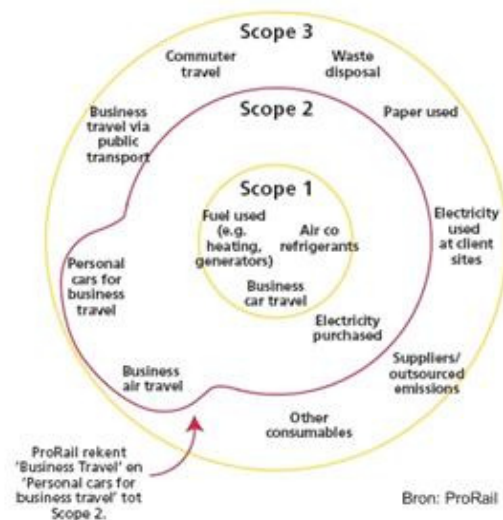 Scope 3
Commuter
travel
Waste
disposal
Scope 2
Business
travel via
public
transport
Paper used
Scope 1
Fuel used
(e.g.
heating,
generators)
Air co
refrigerants
Electricity
used
at client
sites
Personal
cars for
business
travel
Business
car travel
Electricity
purchased
Business
air travel
Suppliers/
outsourced
emissions
Other
consumables
ProRail rekent
'Business Travel' en
'Personal cars for
business travel' tot
Scope 2.
Bron: ProRail